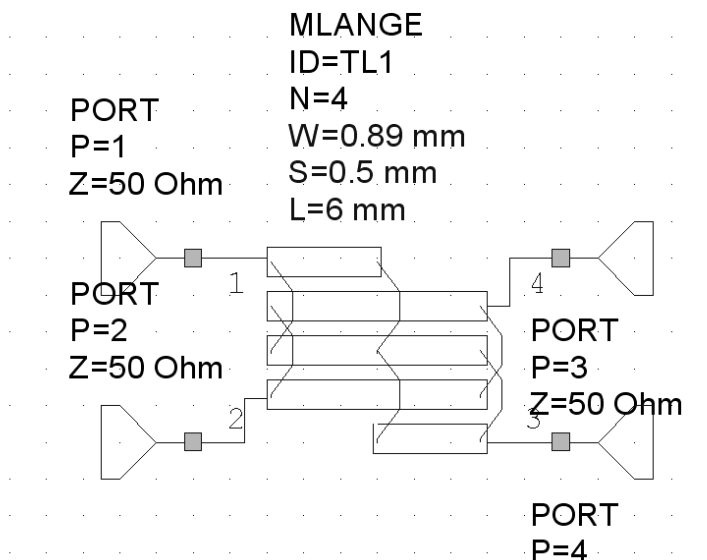 MLANGE
ID=TL1
N=4
W=0.89 mm
S=0.5 mm
L=6 mm
PORT
P=1
Z=50 Ohm
1
4
PORT
P=2
Z=50 Ohm
PORT
P=3
Z=50 Ohm
2
3
PORT
P=4